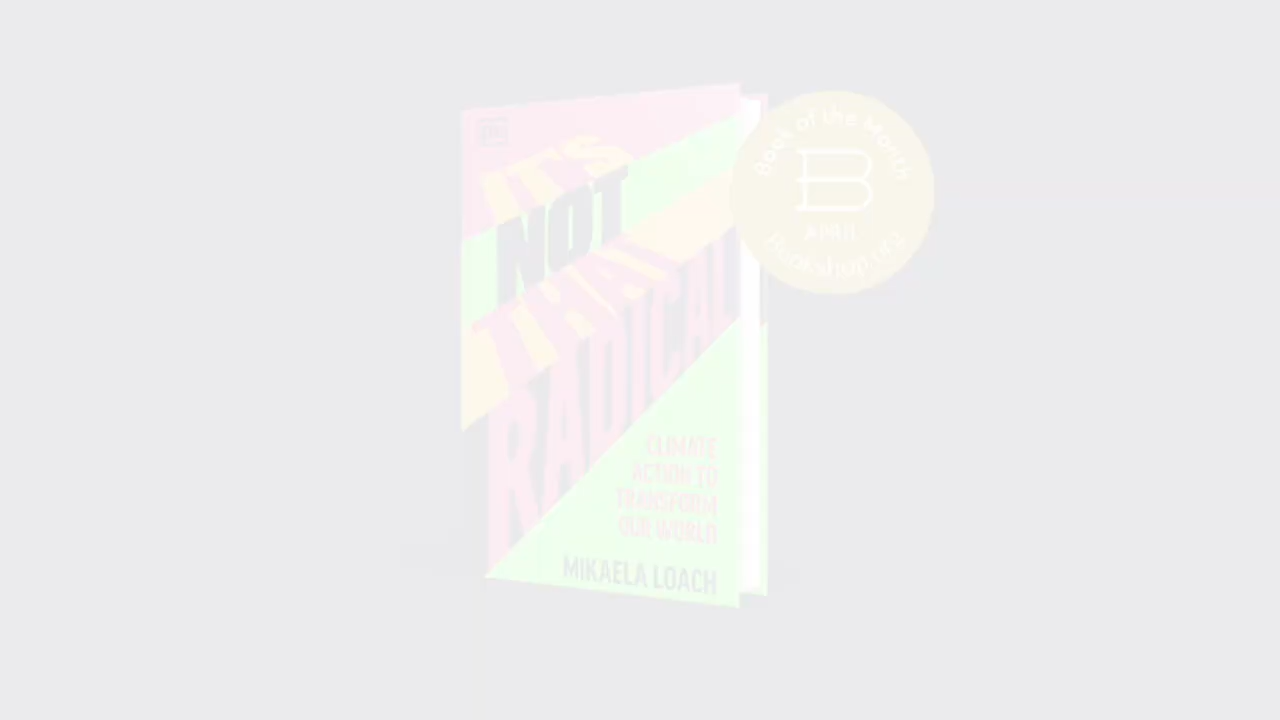 DK
IT'S
NOT
THAT
RADICAL
CLIMATE
ACTION TO
TRANSFORM
OUR WORLD
MIKAELA LOACH
Book of the Month
B
APRIL
Bookshop.org